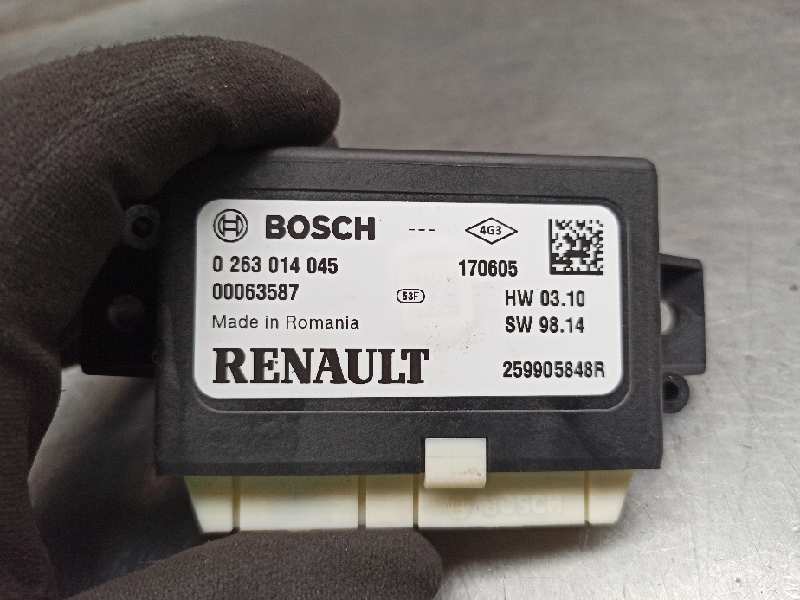 BOSCH --- 4G3
0 263 014 045 170605
00063587 S3F HW 03.10
Made in Romania SW 98.14
RENAULT 259905848R
BOSCH